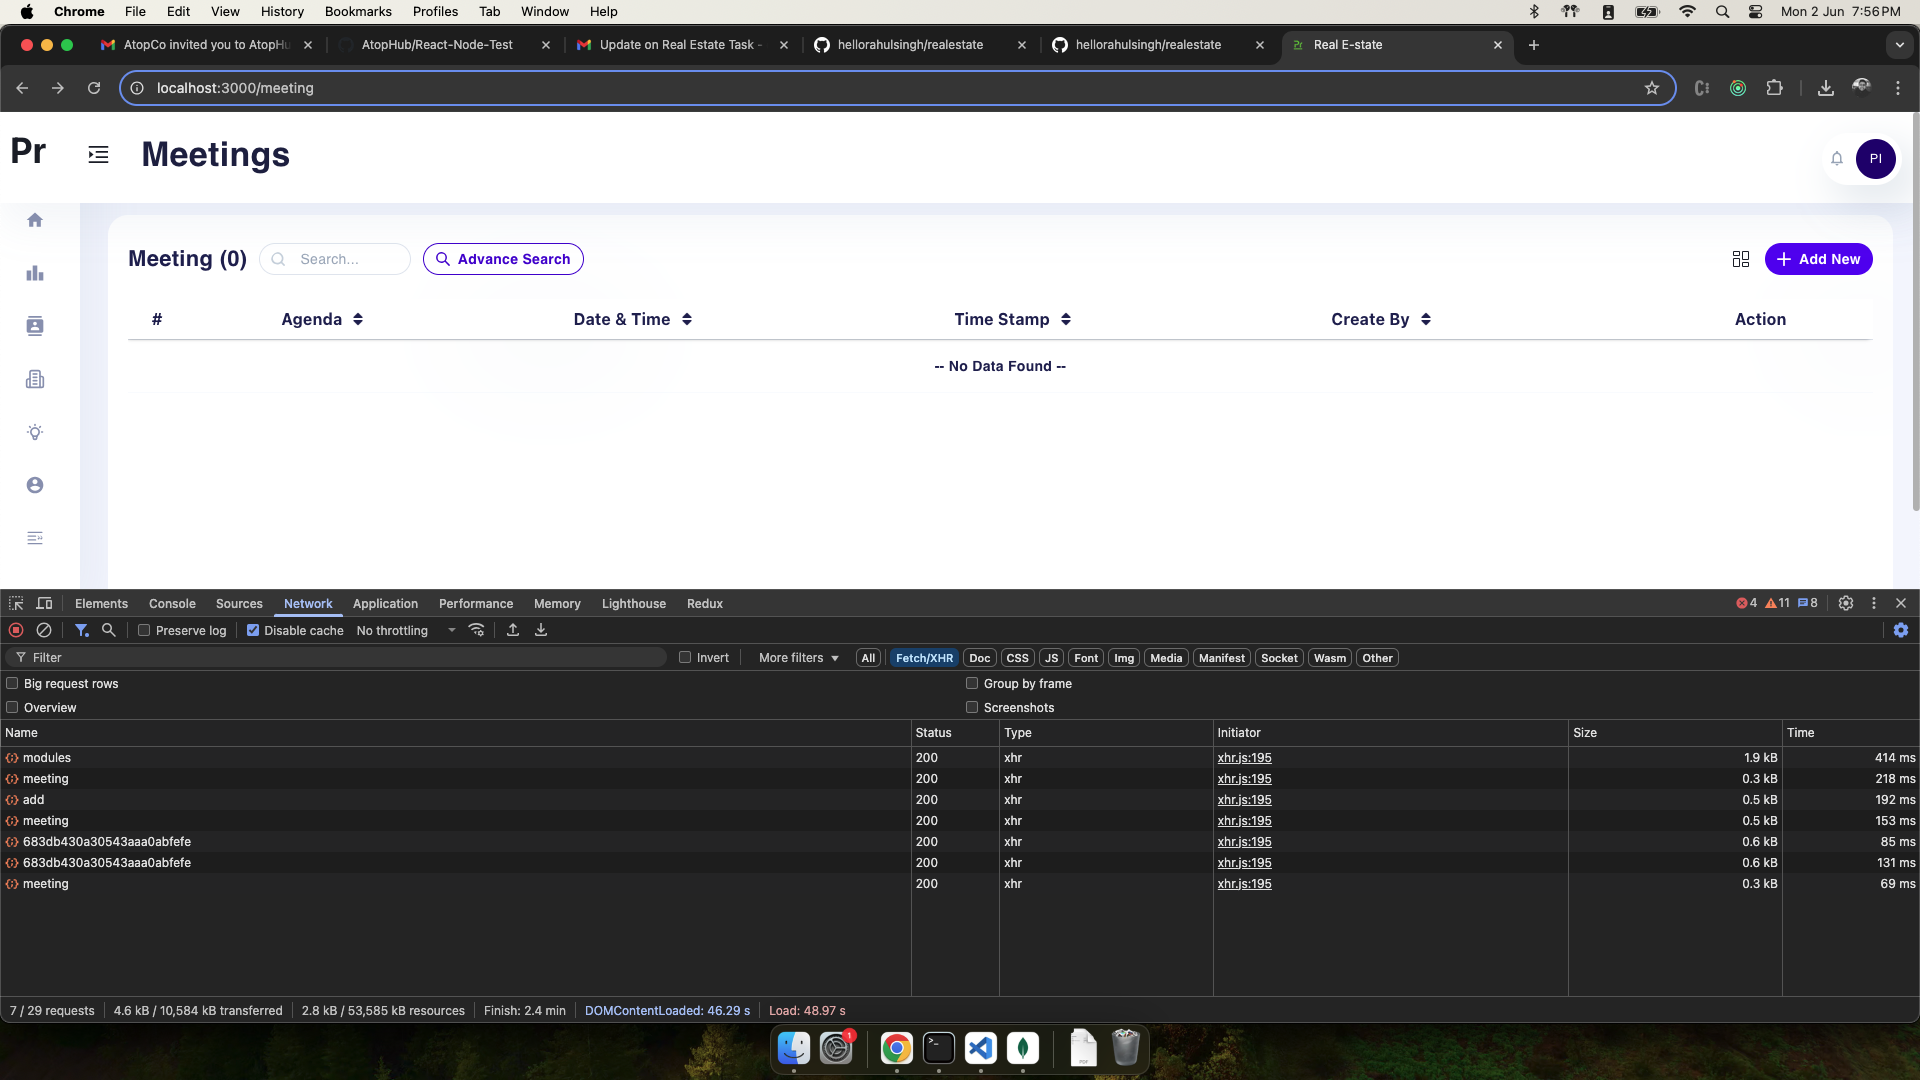 Chrome File Edit View History Bookmarks Profiles Tab Window Help Mon 2 Jun 7:56 PM
AtopCo invited you to AtopHu AtopHub/React-Node-Test Update on Real Estate Task - hellorahulsingh/realestate hellorahulsingh/realestate Real E-state
localhost:3000/meeting
Pr Meetings PI
Meeting (0) Search... Advance Search Add New
# Agenda Date & Time Time Stamp Create By Action
-- No Data Found --
Elements Console Sources Network Application Performance Memory Lighthouse Redux 4 11 8
Preserve log Disable cache No throttling
Filter Invert More filters All Fetch/XHR Doc CSS JS Font Img Media Manifest Socket Wasm Other
Big request rows Group by frame
Overview Screenshots
Name Status Type Initiator Size Time
modules 200 xhr xhr.js:195 1.9 kB 414 ms
meeting 200 xhr xhr.js:195 0.3 kB 218 ms
add 200 xhr xhr.js:195 0.5 kB 192 ms
meeting 200 xhr xhr.js:195 0.5 kB 153 ms
683db430a30543aaa0abfefe 200 xhr xhr.js:195 0.6 kB 85 ms
683db430a30543aaa0abfefe 200 xhr xhr.js:195 0.6 kB 131 ms
meeting 200 xhr xhr.js:195 0.3 kB 69 ms
7 / 29 requests 4.6 kB / 10,584 kB transferred 2.8 kB / 53,585 kB resources Finish: 2.4 min DOMContentLoaded: 46.29 s Load: 48.97 s
1
PDF